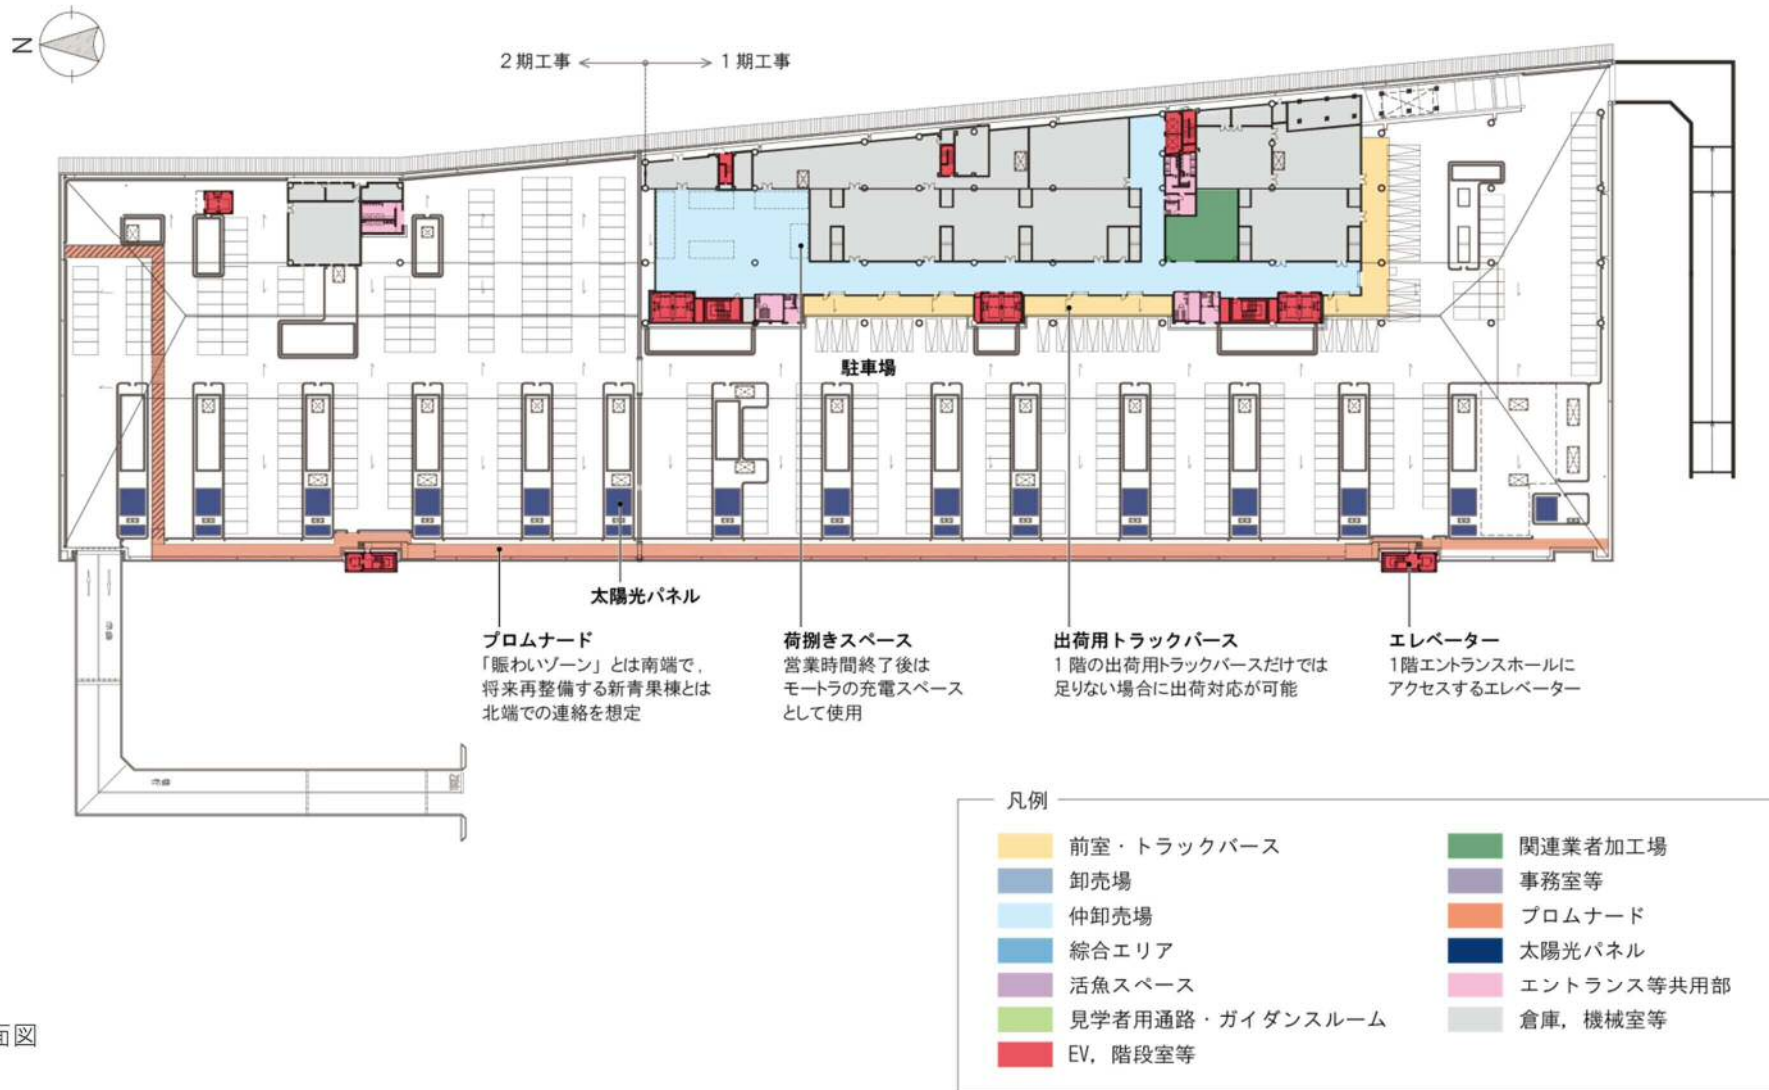 N
2期工事
1期工事
駐車場
太陽光パネル
プロムナード
「賑わいゾーン」とは南端で,
将来再整備する新青果棟とは
北端での連絡を想定
荷捌きスペース
営業時間終了後は
モートラの充電スペース
として使用
出荷用トラックバース
1階の出荷用トラックバースだけでは
足りない場合に出荷対応が可能
エレベーター
1階エントランスホールに
アクセスするエレベーター
凡例
前室・トラックバース
卸売場
仲卸売場
綜合エリア
活魚スペース
見学者用通路・ガイダンスルーム
EV, 階段室等
関連業者加工場
事務室等
プロムナード
太陽光パネル
エントランス等共用部
倉庫, 機械室等
面図